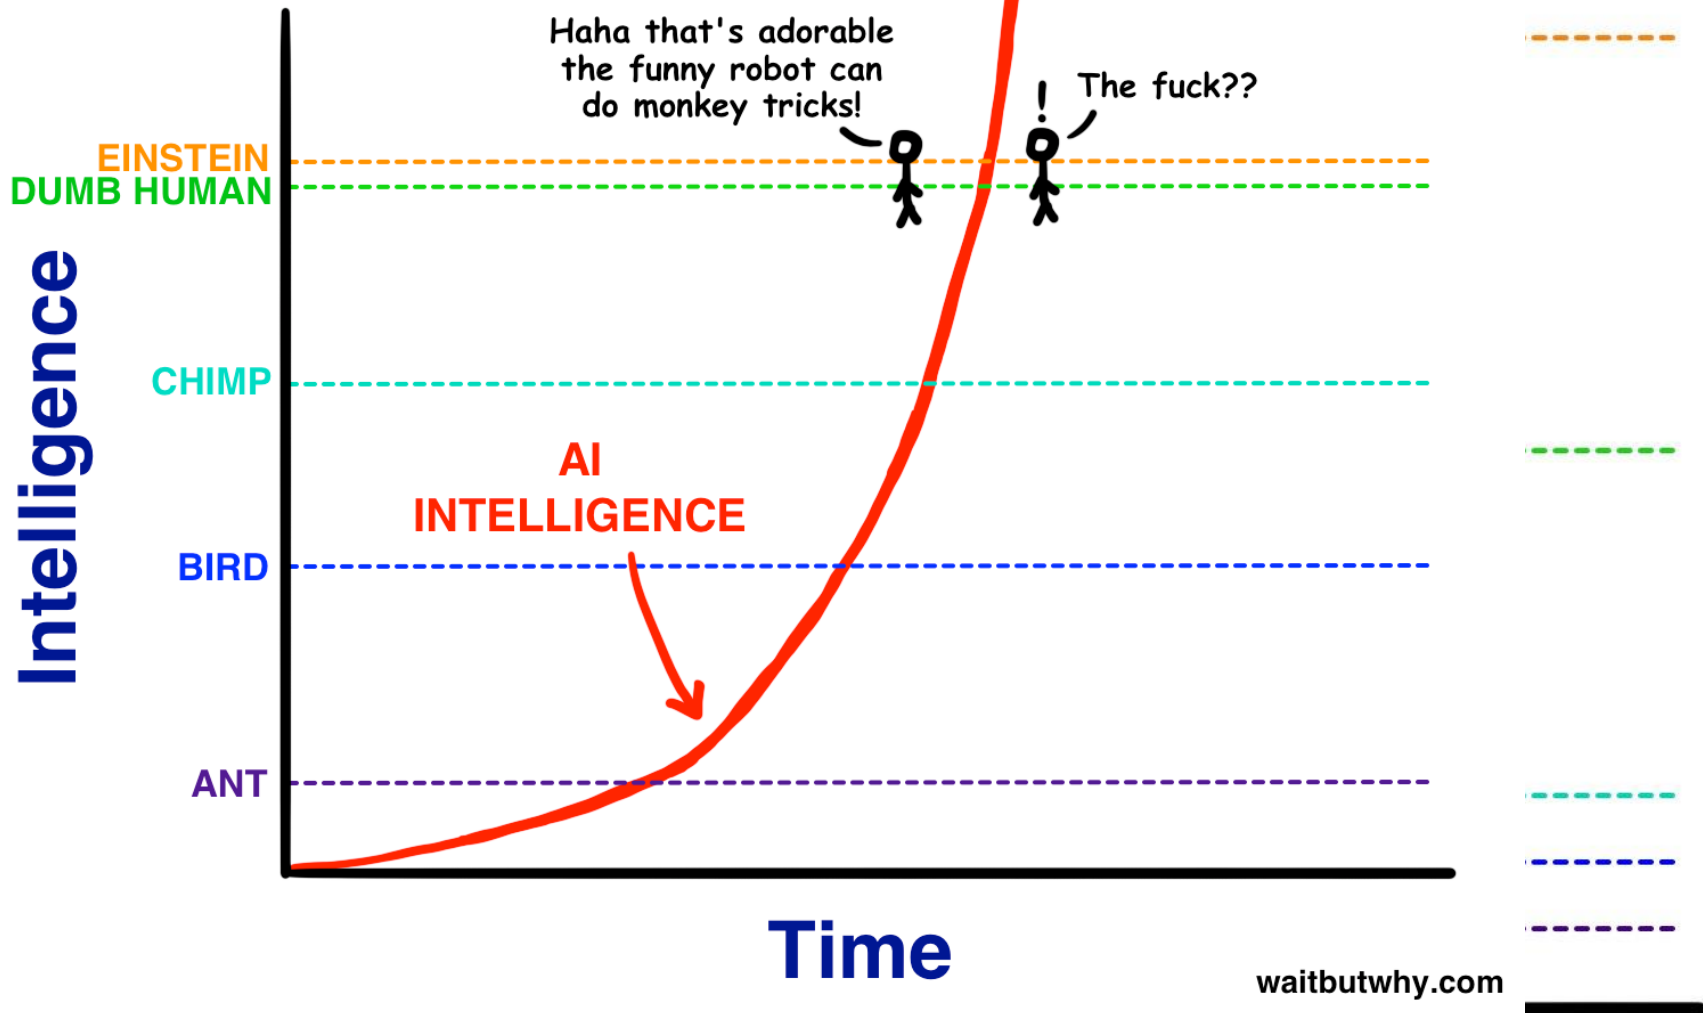 Haha that's adorable
the funny robot can
do monkey tricks!
!
The fuck??
EINSTEIN
DUMB HUMAN
Intelligence
CHIMP
AI
INTELLIGENCE
BIRD
ANT
Time
waitbutwhy.com